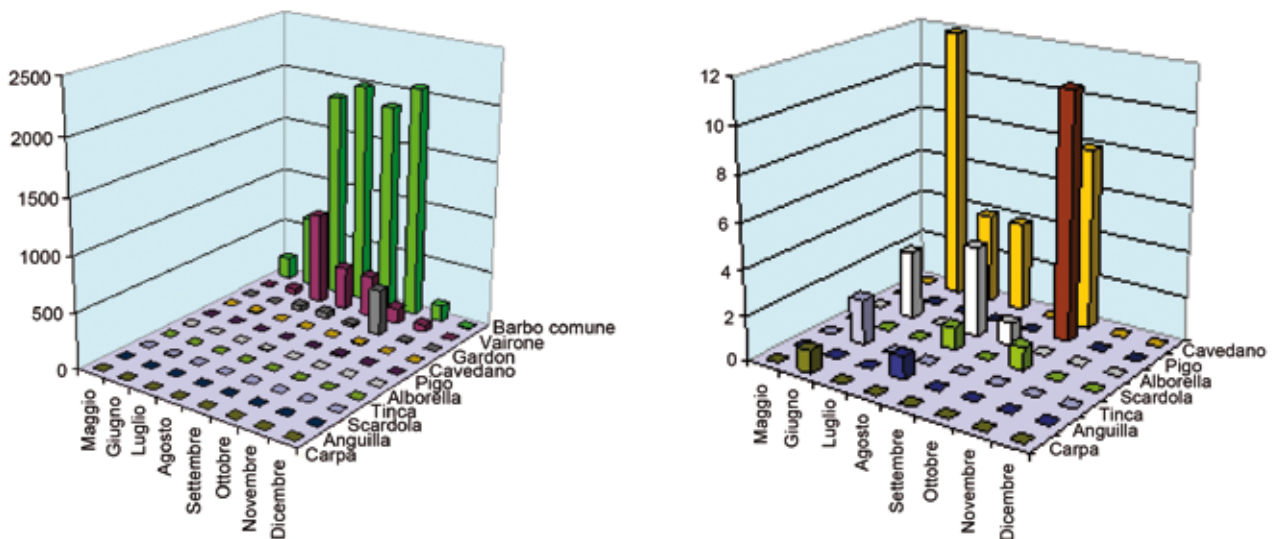 2500
2000
1500
1000
500
0
Maggio
Giugno
Luglio
Agosto
Settembre
Ottobre
Novembre
Dicembre
Barbo comune
Vairone
Gardon
Cavedano
Pigo
Alborella
Tinca
Scardola
Anguilla
Carpa
12
10
8
6
4
2
0
Maggio
Giugno
Luglio
Agosto
Settembre
Ottobre
Novembre
Dicembre
Cavedano
Pigo
Alborella
Scardola
Tinca
Anguilla
Carpa